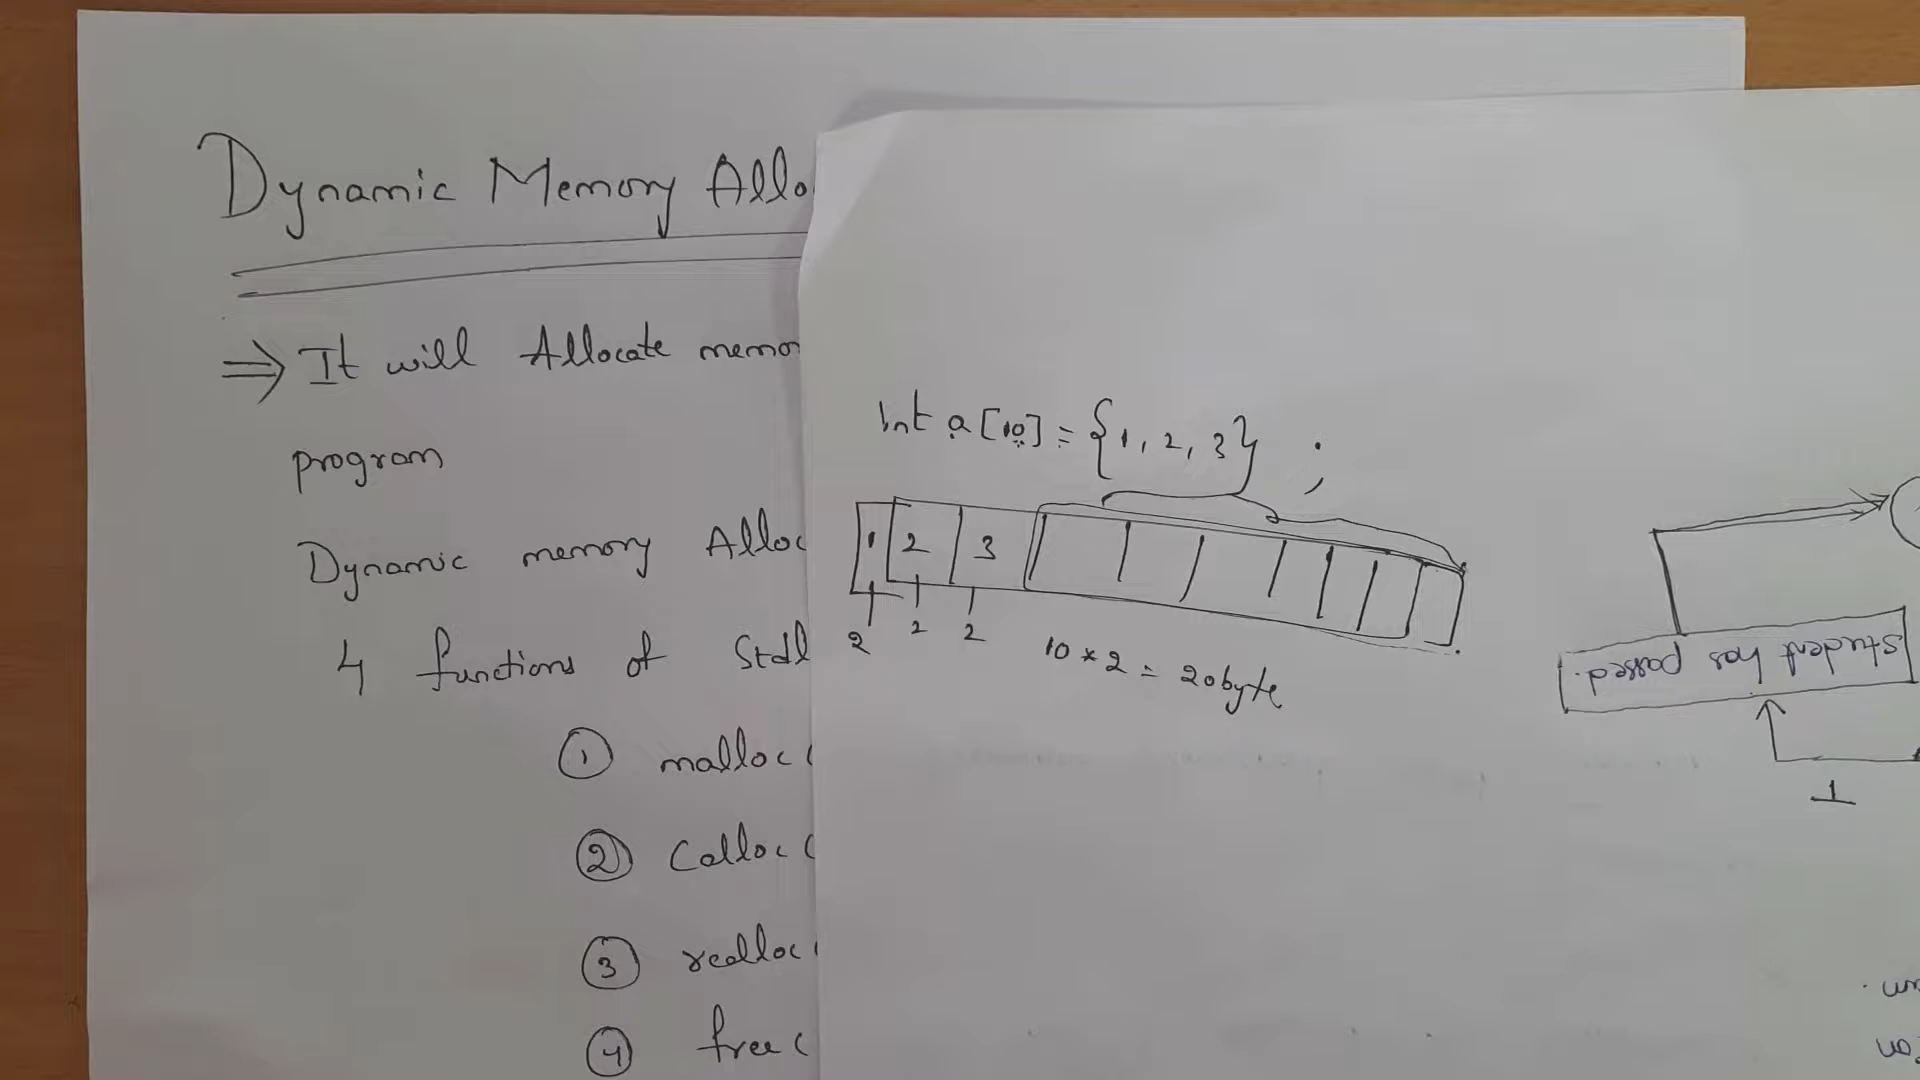 Dynamic Memory Allo
⇒ It will Allocate memor
program
Dynamic memory Alloc
4 functions of Stdl
① malloc (
② Calloc (
③ realloc (
④ free (
Int a[10] = {1, 2, 3} ;
1 2 3
2 2 2
10 * 2 = 20byte
student has passed.
T